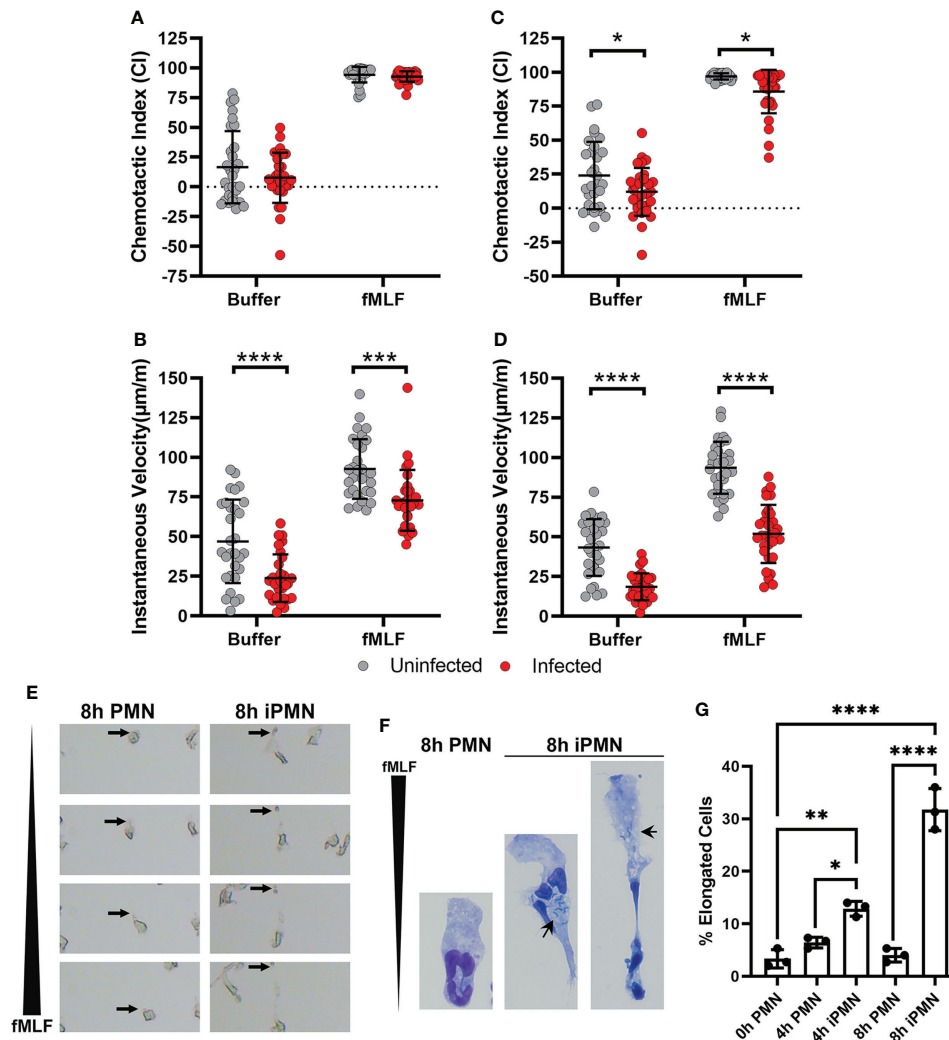 A
Chemotactic Index (CI)
125
100
75
50
25
0
-25
-50
-75
Buffer
fMLF
C
Chemotactic Index (CI)
125
100
75
50
25
0
-25
-50
*
*
Buffer
fMLF
B
Instantaneous Velocity(µm/m)
150
125
100
75
50
25
0
****
***
Buffer
fMLF
D
Instantaneous Velocity(µm/m)
150
125
100
75
50
25
0
****
****
Buffer
fMLF
Uninfected
Infected
E
8h PMN
8h iPMN
fMLF
F
8h PMN
8h iPMN
fMLF
G
% Elongated Cells
40
30
20
10
0
****
****
**
*
0h PMN
4h PMN
4h iPMN
8h PMN
8h iPMN